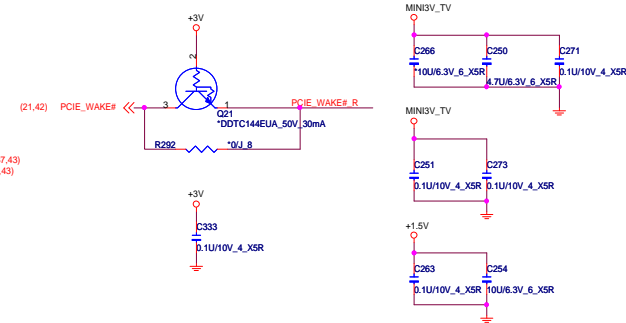 +3V
2
(21,42) PCIE_WAKE#
3
1
PCIE_WAKE#_R
Q21
*DDTC144EUA_50V_30mA
R292
*0/J_8
7,43)
,43)
+3V
C333
0.1U/10V_4_X5R
MINI3V_TV
C266
*10U/6.3V_6_X5R
C250
4.7U/6.3V_6_X5R
C271
0.1U/10V_4_X5R
MINI3V_TV
C251
0.1U/10V_4_X5R
C273
0.1U/10V_4_X5R
+1.5V
C263
0.1U/10V_4_X5R
C254
10U/6.3V_6_X5R